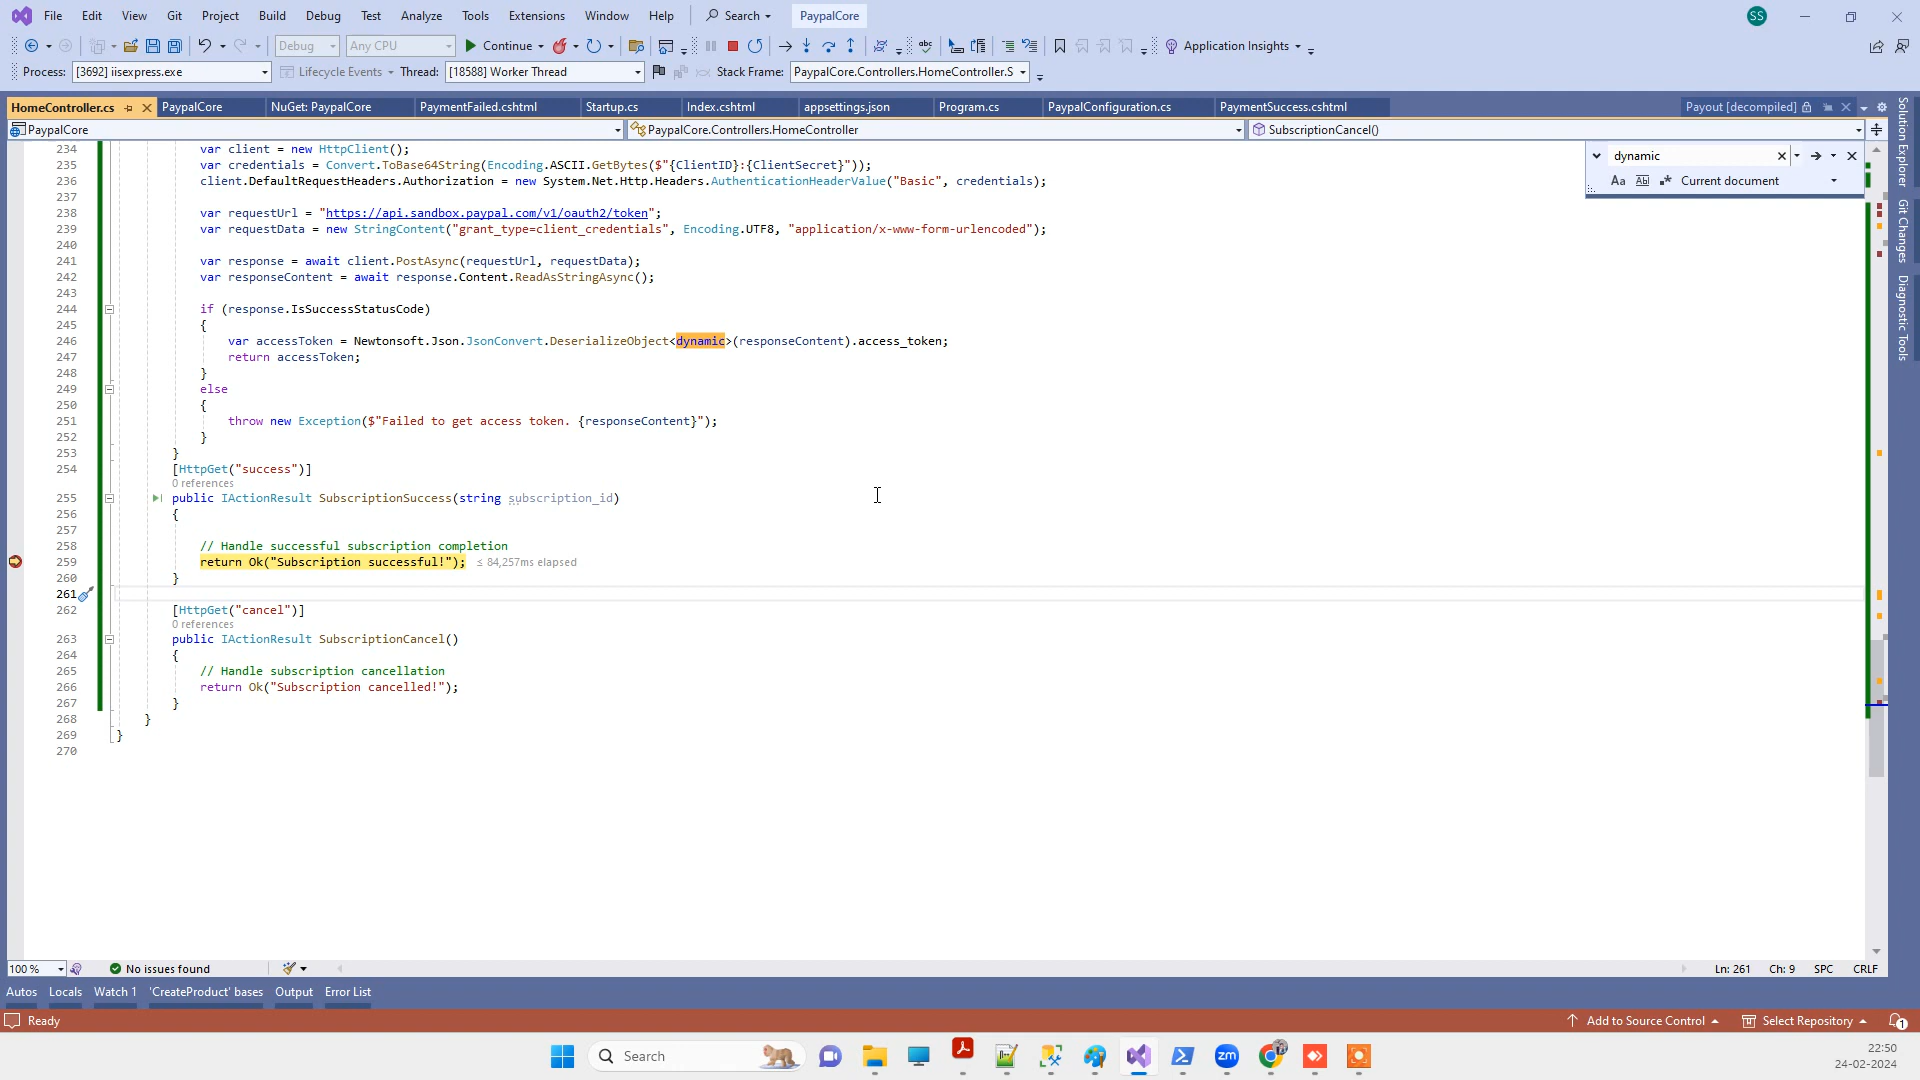 File Edit View Git Project Build Debug Test Analyze Tools Extensions Window Help Search PaypalCore SS
Debug Any CPU Continue Application Insights
Process: [3692] iisexpress.exe Lifecycle Events Thread: [18588] Worker Thread Stack Frame: PaypalCore.Controllers.HomeController.S
HomeController.cs PaypalCore NuGet: PaypalCore PaymentFailed.cshtml Startup.cs Index.cshtml appsettings.json Program.cs PaypalConfiguration.cs PaymentSuccess.cshtml Payout [decompiled]
PaypalCore PaypalCore.Controllers.HomeController SubscriptionCancel()
dynamic
Aa Ab Current document
Solution Explorer
Git Changes
Diagnostic Tools
234 var client = new HttpClient();
235 var credentials = Convert.ToBase64String(Encoding.ASCII.GetBytes($"{ClientID}:{ClientSecret}"));
236 client.DefaultRequestHeaders.Authorization = new System.Net.Http.Headers.AuthenticationHeaderValue("Basic", credentials);
237
238 var requestUrl = "https://api.sandbox.paypal.com/v1/oauth2/token";
239 var requestData = new StringContent("grant_type=client_credentials", Encoding.UTF8, "application/x-www-form-urlencoded");
240
241 var response = await client.PostAsync(requestUrl, requestData);
242 var responseContent = await response.Content.ReadAsStringAsync();
243
244 if (response.IsSuccessStatusCode)
245 {
246 var accessToken = Newtonsoft.Json.JsonConvert.DeserializeObject<dynamic>(responseContent).access_token;
247 return accessToken;
248 }
249 else
250 {
251 throw new Exception($"Failed to get access token. {responseContent}");
252 }
253 }
254 [HttpGet("success")]
0 references
255 public IActionResult SubscriptionSuccess(string subscription_id)
256 {
257
258 // Handle successful subscription completion
259 return Ok("Subscription successful!"); ≤ 84,257ms elapsed
260 }
261
262 [HttpGet("cancel")]
0 references
263 public IActionResult SubscriptionCancel()
264 {
265 // Handle subscription cancellation
266 return Ok("Subscription cancelled!");
267 }
268 }
269 }
270
100 % No issues found Ln: 261 Ch: 9 SPC CRLF
Autos Locals Watch 1 'CreateProduct' bases Output Error List
Ready Add to Source Control Select Repository 1
Search zm 22:50
24-02-2024